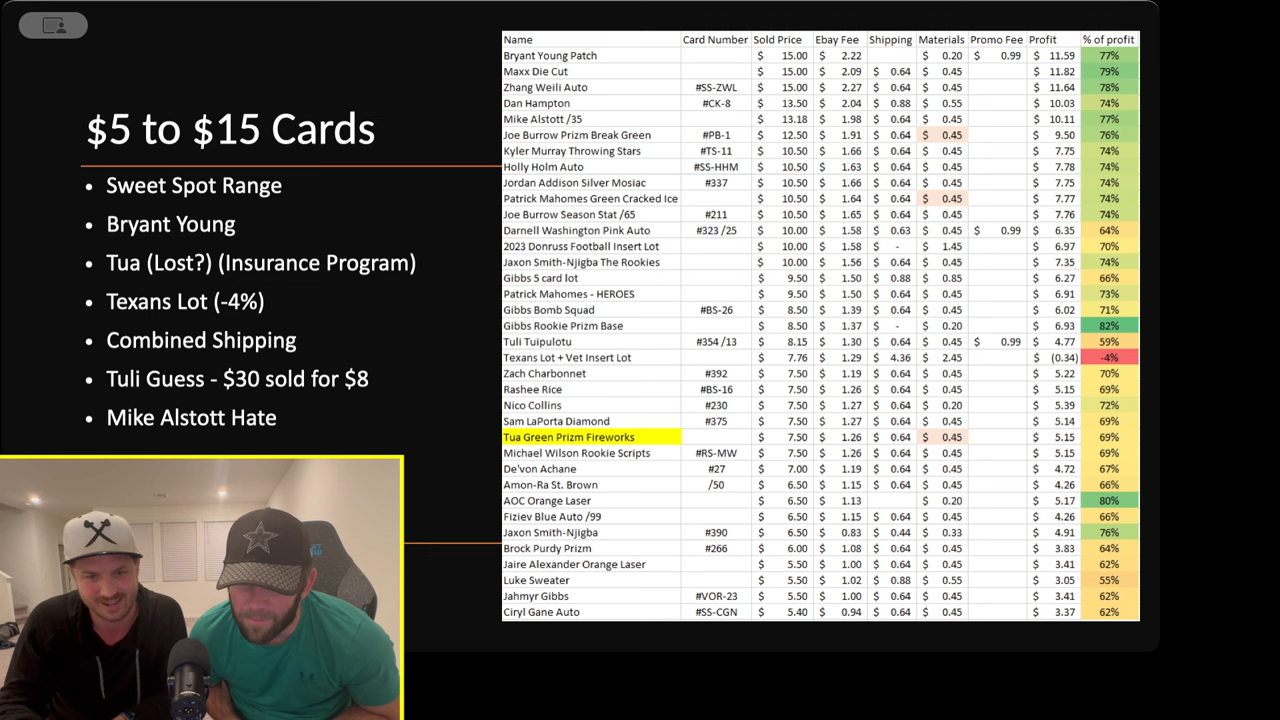 $5 to $15 Cards
• Sweet Spot Range
• Bryant Young
• Tua (Lost?) (Insurance Program)
• Texans Lot (-4%)
• Combined Shipping
• Tuli Guess - $30 sold for $8
• Mike Alstott Hate
Name Card Number Sold Price Ebay Fee Shipping Materials Promo Fee Profit % of profit
Bryant Young Patch $ 15.00 $ 2.22 $ 0.20 $ 0.99 $ 11.59 77%
Maxx Die Cut $ 15.00 $ 2.09 $ 0.64 $ 0.45 $ 11.82 79%
Zhang Weili Auto #SS-ZWL $ 15.00 $ 2.27 $ 0.64 $ 0.45 $ 11.64 78%
Dan Hampton #CK-8 $ 13.50 $ 2.04 $ 0.88 $ 0.55 $ 10.03 74%
Mike Alstott /35 $ 13.18 $ 1.98 $ 0.64 $ 0.45 $ 10.11 77%
Joe Burrow Prizm Break Green #PB-1 $ 12.50 $ 1.91 $ 0.64 $ 0.45 $ 9.50 76%
Kyler Murray Throwing Stars #TS-11 $ 10.50 $ 1.66 $ 0.64 $ 0.45 $ 7.75 74%
Holly Holm Auto #SS-HHM $ 10.50 $ 1.63 $ 0.64 $ 0.45 $ 7.78 74%
Jordan Addison Silver Mosiac #337 $ 10.50 $ 1.66 $ 0.64 $ 0.45 $ 7.75 74%
Patrick Mahomes Green Cracked Ice $ 10.50 $ 1.64 $ 0.64 $ 0.45 $ 7.77 74%
Joe Burrow Season Stat /65 #211 $ 10.50 $ 1.65 $ 0.64 $ 0.45 $ 7.76 74%
Darnell Washington Pink Auto #323 /25 $ 10.00 $ 1.58 $ 0.63 $ 0.45 $ 0.99 $ 6.35 64%
2023 Donruss Football Insert Lot $ 10.00 $ 1.58 $ - $ 1.45 $ 6.97 70%
Jaxon Smith-Njigba The Rookies $ 10.00 $ 1.56 $ 0.64 $ 0.45 $ 7.35 74%
Gibbs 5 card lot $ 9.50 $ 1.50 $ 0.88 $ 0.85 $ 6.27 66%
Patrick Mahomes - HEROES $ 9.50 $ 1.50 $ 0.64 $ 0.45 $ 6.91 73%
Gibbs Bomb Squad #BS-26 $ 8.50 $ 1.39 $ 0.64 $ 0.45 $ 6.02 71%
Gibbs Rookie Prizm Base $ 8.50 $ 1.37 $ - $ 0.20 $ 6.93 82%
Tuli Tuipulotu #354 /13 $ 8.15 $ 1.30 $ 0.64 $ 0.45 $ 0.99 $ 4.77 59%
Texans Lot + Vet Insert Lot $ 7.76 $ 1.29 $ 4.36 $ 2.45 $ (0.34) -4%
Zach Charbonnet #392 $ 7.50 $ 1.19 $ 0.64 $ 0.45 $ 5.22 70%
Rashee Rice #BS-16 $ 7.50 $ 1.26 $ 0.64 $ 0.45 $ 5.15 69%
Nico Collins #230 $ 7.50 $ 1.27 $ 0.64 $ 0.20 $ 5.39 72%
Sam LaPorta Diamond #375 $ 7.50 $ 1.27 $ 0.64 $ 0.45 $ 5.14 69%
Tua Green Prizm Fireworks $ 7.50 $ 1.26 $ 0.64 $ 0.45 $ 5.15 69%
Michael Wilson Rookie Scripts #RS-MW $ 7.50 $ 1.26 $ 0.64 $ 0.45 $ 5.15 69%
De'von Achane #27 $ 7.00 $ 1.19 $ 0.64 $ 0.45 $ 4.72 67%
Amon-Ra St. Brown /50 $ 6.50 $ 1.15 $ 0.64 $ 0.45 $ 4.26 66%
AOC Orange Laser $ 6.50 $ 1.13 $ 0.20 $ 5.17 80%
Fiziev Blue Auto /99 $ 6.50 $ 1.15 $ 0.64 $ 0.45 $ 4.26 66%
Jaxon Smith-Njigba #390 $ 6.50 $ 0.83 $ 0.44 $ 0.33 $ 4.91 76%
Brock Purdy Prizm #266 $ 6.00 $ 1.08 $ 0.64 $ 0.45 $ 3.83 64%
Jaire Alexander Orange Laser $ 5.50 $ 1.00 $ 0.64 $ 0.45 $ 3.41 62%
Luke Sweater $ 5.50 $ 1.02 $ 0.88 $ 0.55 $ 3.05 55%
Jahmyr Gibbs #VOR-23 $ 5.50 $ 1.00 $ 0.64 $ 0.45 $ 3.41 62%
Ciryl Gane Auto #SS-CGN $ 5.40 $ 0.94 $ 0.64 $ 0.45 $ 3.37 62%